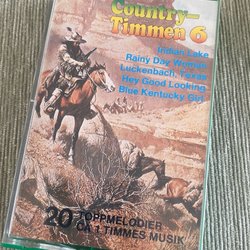 Country-
Timmen 6
Indian Lake
Rainy Day Woman
Luckenbach, Texas
Hey Good Looking
Blue Kentucky Girl
20 TOPPMELODIER
CA 1 TIMMES MUSIK